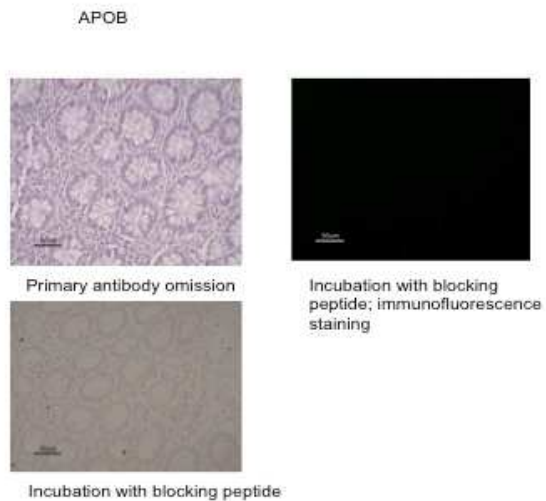 APOB
Primary antibody omission
Incubation with blocking
peptide; immunofluorescence
staining
Incubation with blocking peptide